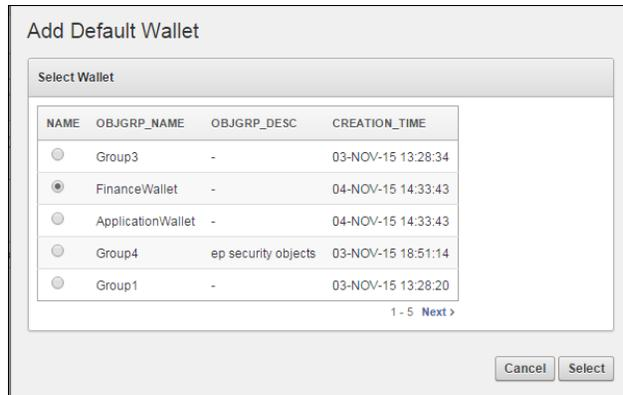 Add Default Wallet
Select Wallet
NAME OBJGRP_NAME OBJGRP_DESC CREATION_TIME
Group3 - 03-NOV-15 13:28:34
FinanceWallet - 04-NOV-15 14:33:43
ApplicationWallet - 04-NOV-15 14:33:43
Group4 ep security objects 03-NOV-15 18:51:14
Group1 - 03-NOV-15 13:28:20
1 - 5 Next >
Cancel Select